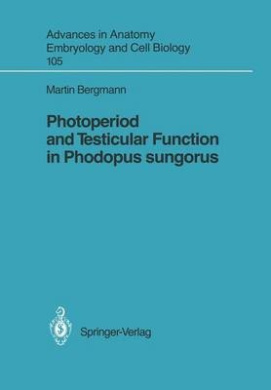 Advances in Anatomy
Embryology and Cell Biology
105
Martin Bergmann
Photoperiod
and Testicular Function
in Phodopus sungorus
Springer-Verlag